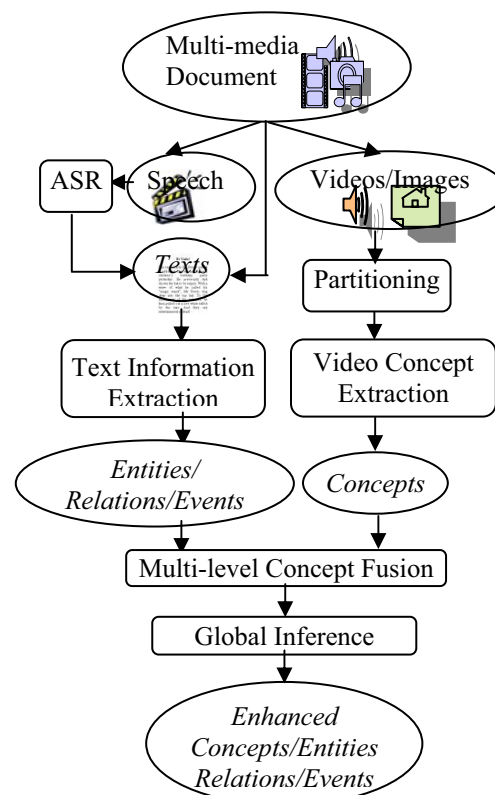 Multi-media
Document
ASR
Speech
Videos/Images
Texts
Partitioning
Text Information
Extraction
Video Concept
Extraction
Entities/
Relations/Events
Concepts
Multi-level Concept Fusion
Global Inference
Enhanced
Concepts/Entities
Relations/Events